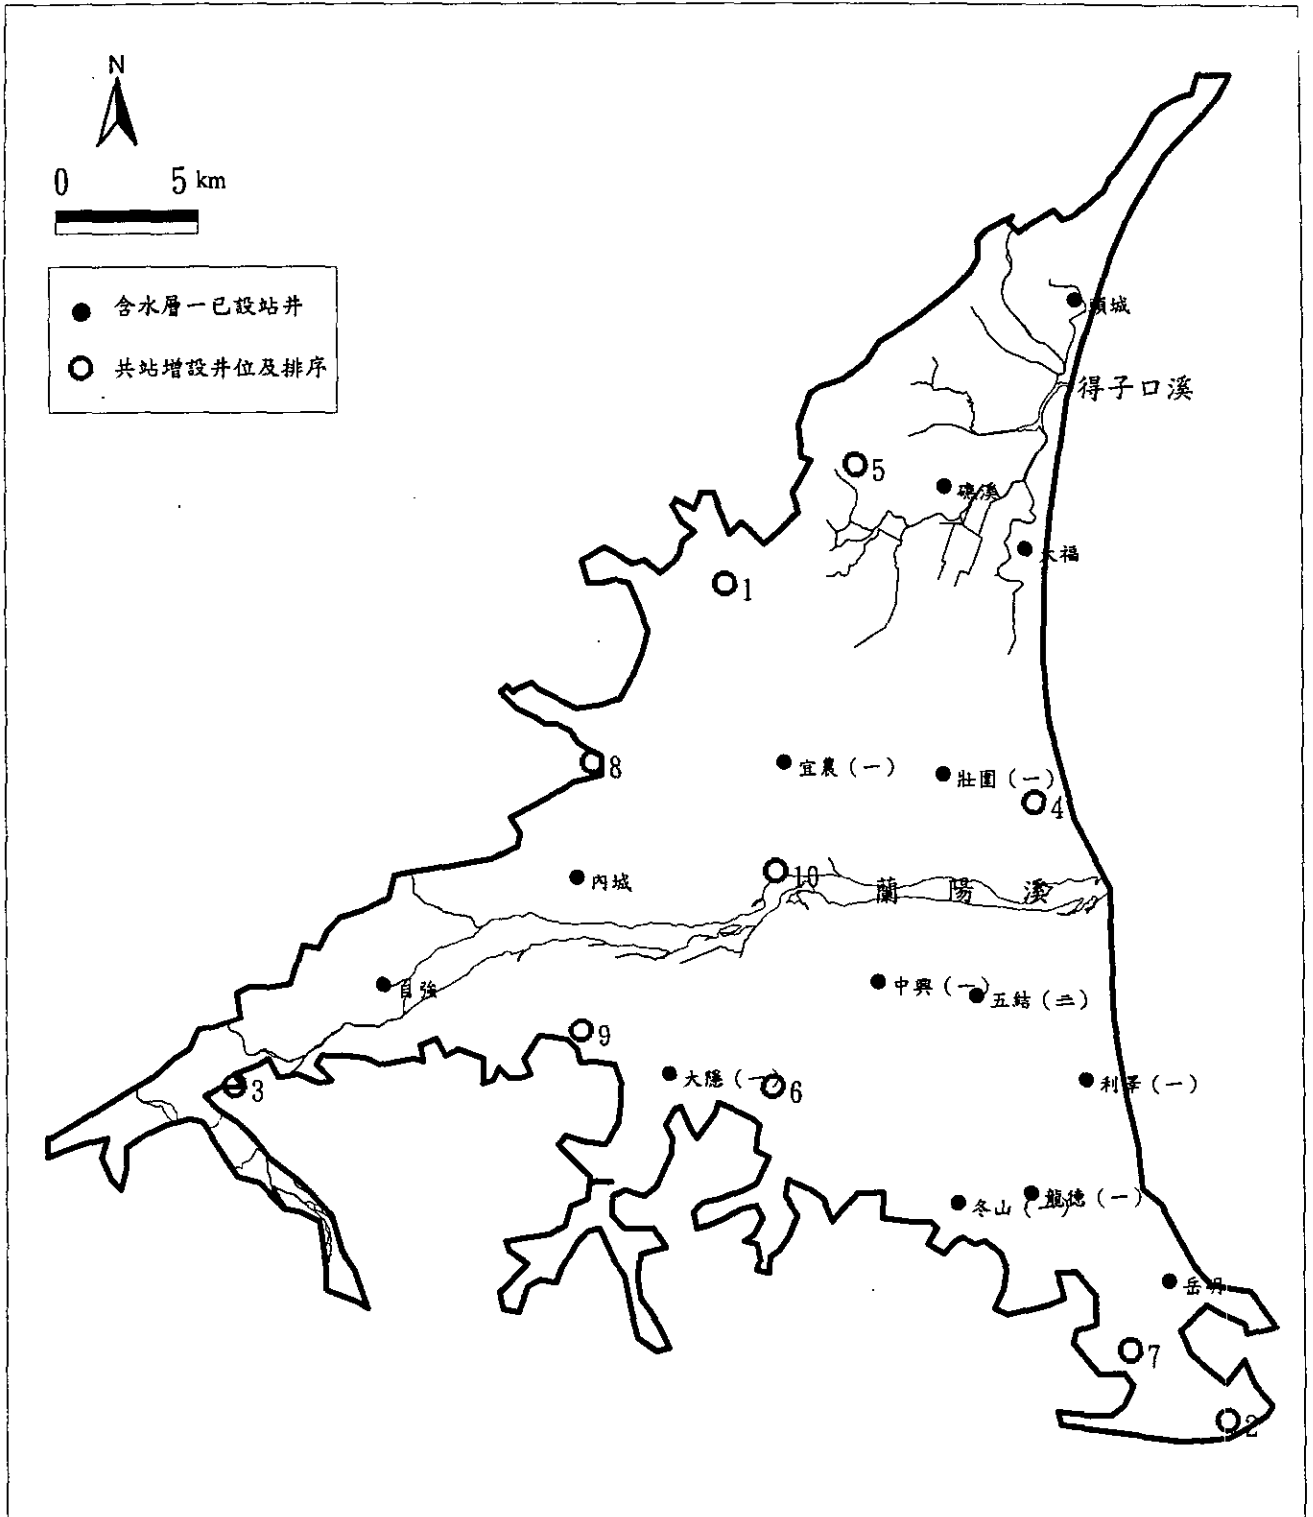 N
0 5 km
含水層一已設站井
共站增設井位及排序
頭城
得子口溪
5
礁溪
大福
1
8
宜農（一）
壯圍（一）
4
內城
10
蘭陽溪
自強
中興（一）
五結（二）
9
3
大隱（一）
6
利澤（一）
冬山（一）
龍德（一）
岳明
7
2